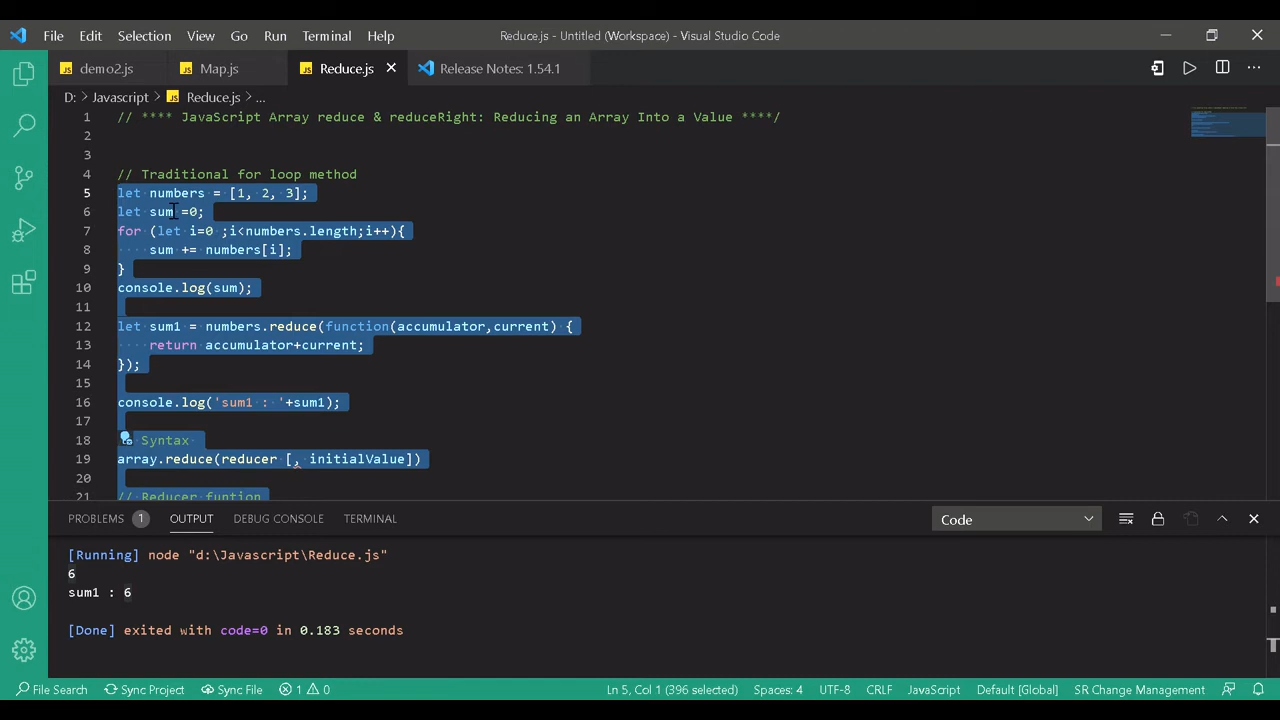 File Edit Selection View Go Run Terminal Help
Reduce.js - Untitled (Workspace) - Visual Studio Code
JS demo2.js JS Map.js JS Reduce.js Release Notes: 1.54.1
D: > Javascript > JS Reduce.js > ...
1 // **** JavaScript Array reduce & reduceRight: Reducing an Array Into a Value ****/
2
3
4 // Traditional for loop method
5 let numbers = [1, 2, 3];
6 let sum =0;
7 for (let i=0 ;i<numbers.length;i++){
8 sum += numbers[i];
9 }
10 console.log(sum);
11
12 let sum1 = numbers.reduce(function(accumulator,current) {
13 return accumulator+current;
14 });
15
16 console.log('sum1 : '+sum1);
17
18 Syntax
19 array.reduce(reducer [, initialValue])
20
21 // Reducer funtion
PROBLEMS 1 OUTPUT DEBUG CONSOLE TERMINAL Code
[Running] node "d:\Javascript\Reduce.js"
6
sum1 : 6
[Done] exited with code=0 in 0.183 seconds
File Search Sync Project Sync File 1 0 Ln 5, Col 1 (396 selected) Spaces: 4 UTF-8 CRLF JavaScript Default [Global] SR Change Management